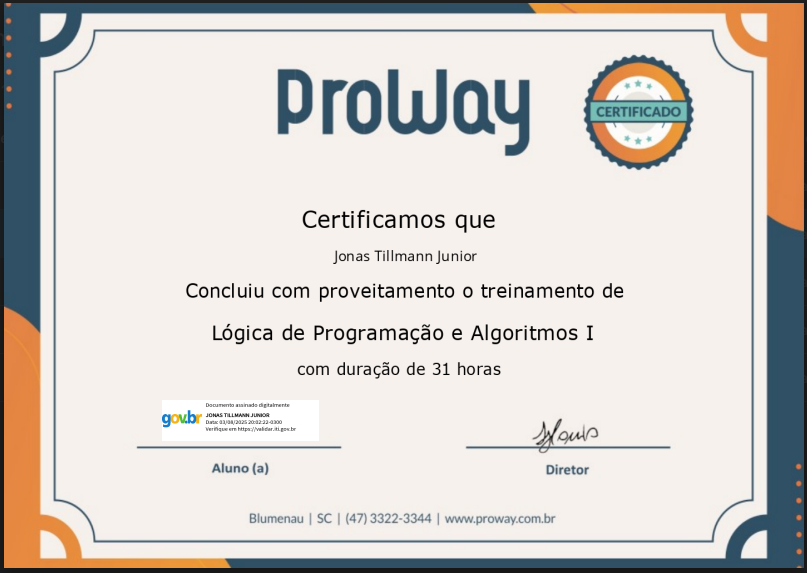 ProWay
CERTIFICADO
Certificamos que
Jonas Tillmann Junior
Concluiu com proveitamento o treinamento de
Lógica de Programação e Algoritmos I
com duração de 31 horas
gov.br
Documento assinado digitalmente
JONAS TILLMANN JUNIOR
Data: 03/08/2025 20:02:22-0300
Verifique em https://validar.iti.gov.br
Aluno (a)
Diretor
Blumenau | SC | (47) 3322-3344 | www.proway.com.br